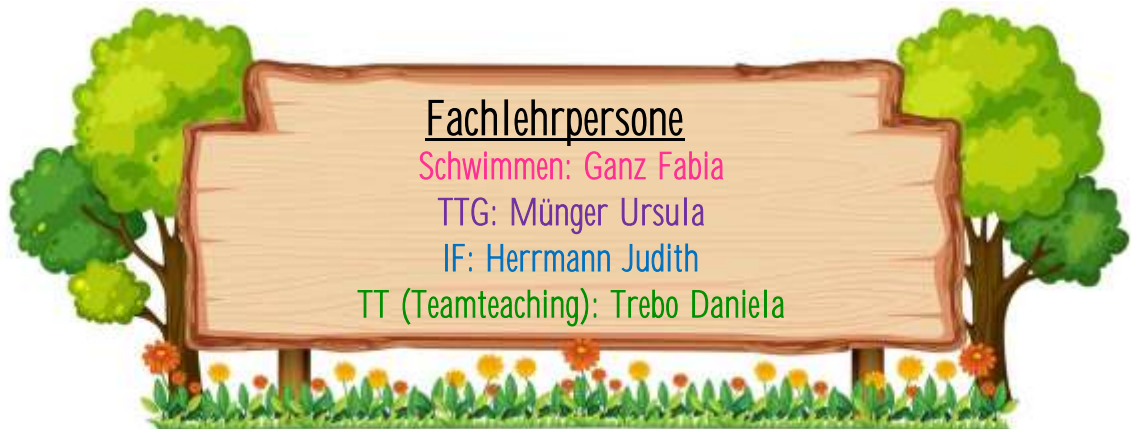 Fachlehrpersone
Schwimmen: Ganz Fabia
TTG: Münger Ursula
IF: Herrmann Judith
TT (Teamteaching): Trebo Daniela